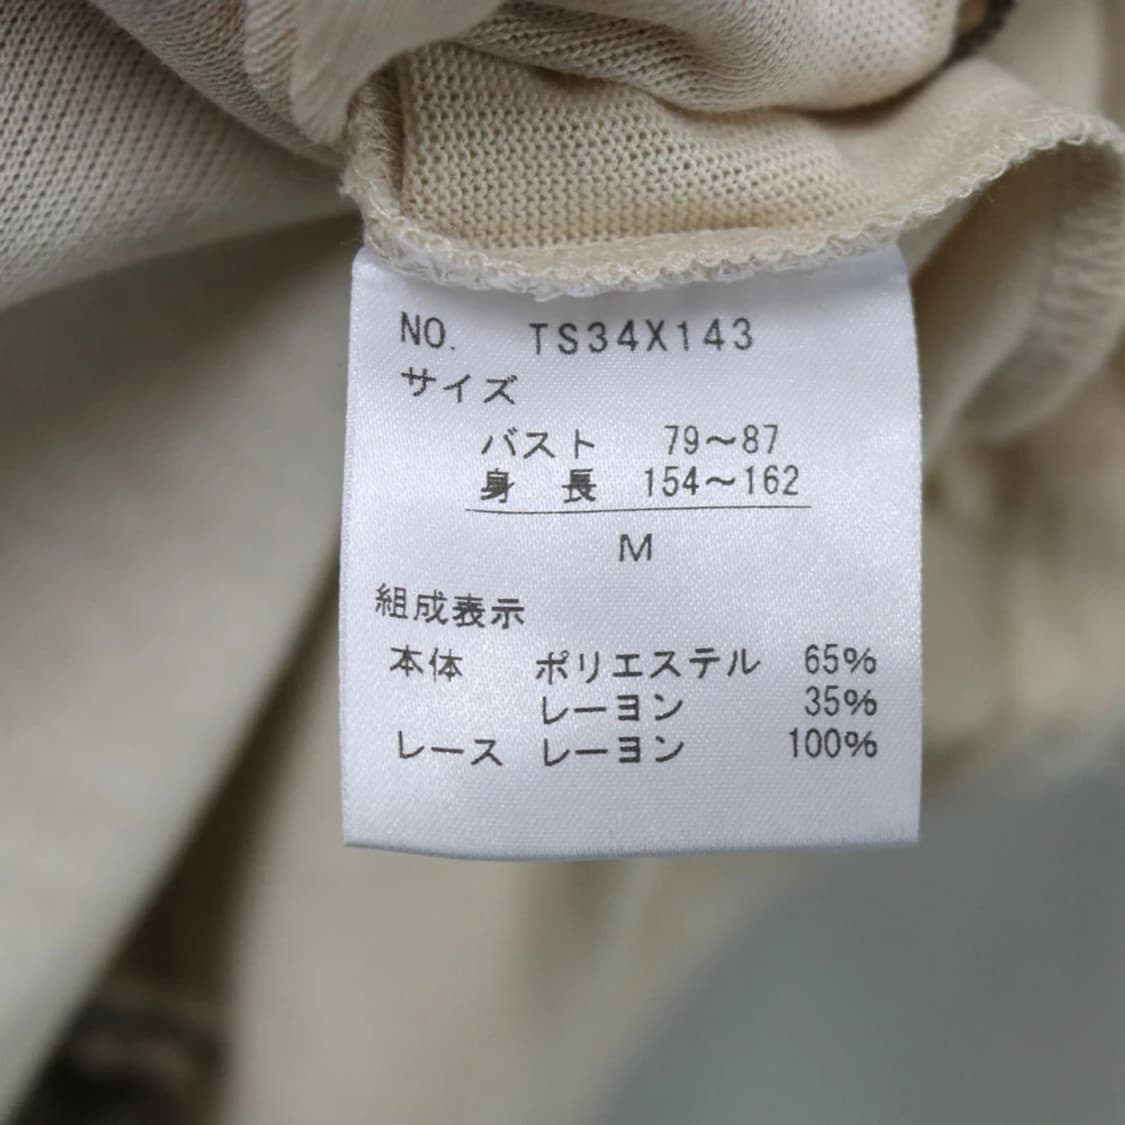 NO. TS34X143
サイズ
バスト 79〜87
身長 154〜162
M
組成表示
本体 ポリエステル 65%
レーヨン 35%
レース レーヨン 100%